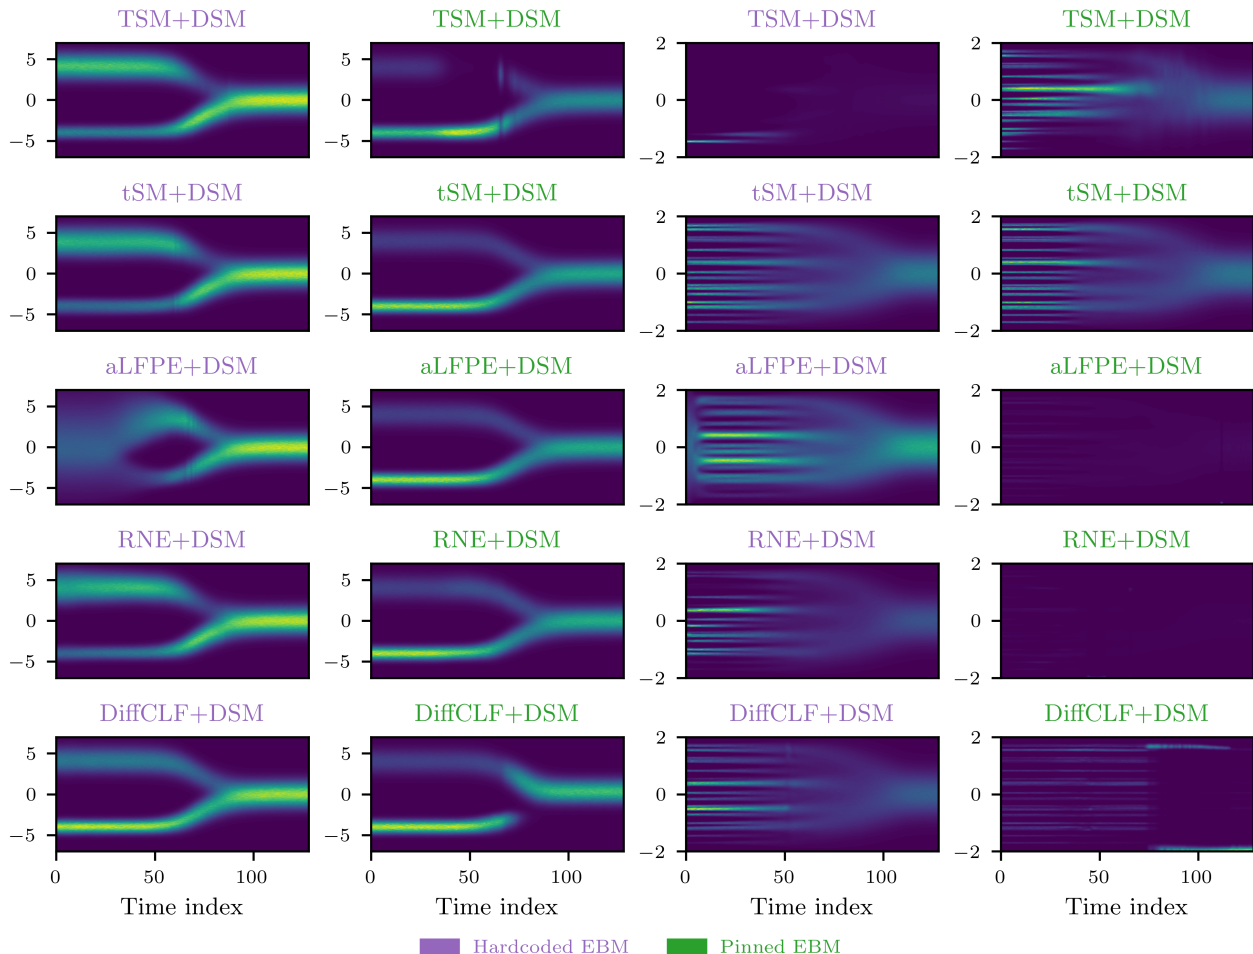 TSM+DSM TSM+DSM TSM+DSM TSM+DSM
5 5 2 2
0 0 0 0
−5 −5 −2 −2
tSM+DSM tSM+DSM tSM+DSM tSM+DSM
5 5 2 2
0 0 0 0
−5 −5 −2 −2
aLFPE+DSM aLFPE+DSM aLFPE+DSM aLFPE+DSM
5 5 2 2
0 0 0 0
−5 −5 −2 −2
RNE+DSM RNE+DSM RNE+DSM RNE+DSM
5 5 2 2
0 0 0 0
−5 −5 −2 −2
DiffCLF+DSM DiffCLF+DSM DiffCLF+DSM DiffCLF+DSM
5 5 2 2
0 0 0 0
−5 −5 −2 −2
0 50 100 0 50 100 0 50 100 0 50 100
Time index Time index Time index Time index
Hardcoded EBM Pinned EBM